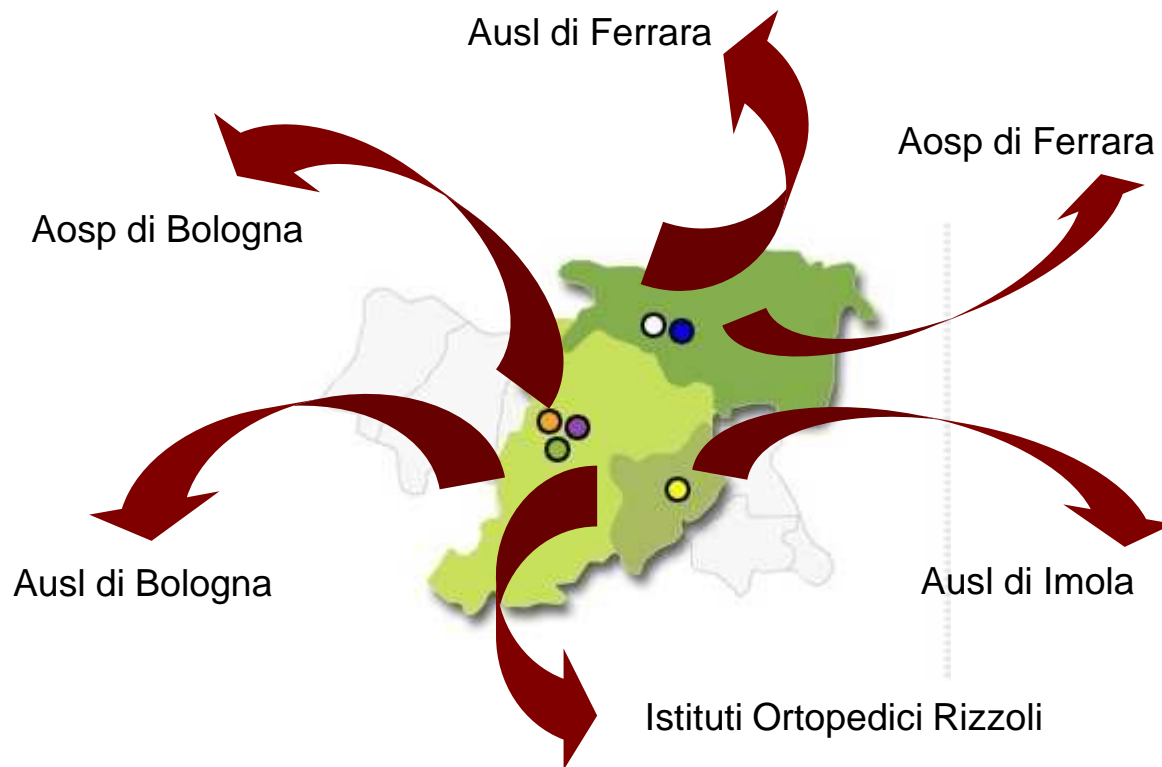 Ausl di Ferrara
Aosp di Ferrara
Aosp di Bologna
Ausl di Bologna
Ausl di Imola
Istituti Ortopedici Rizzoli